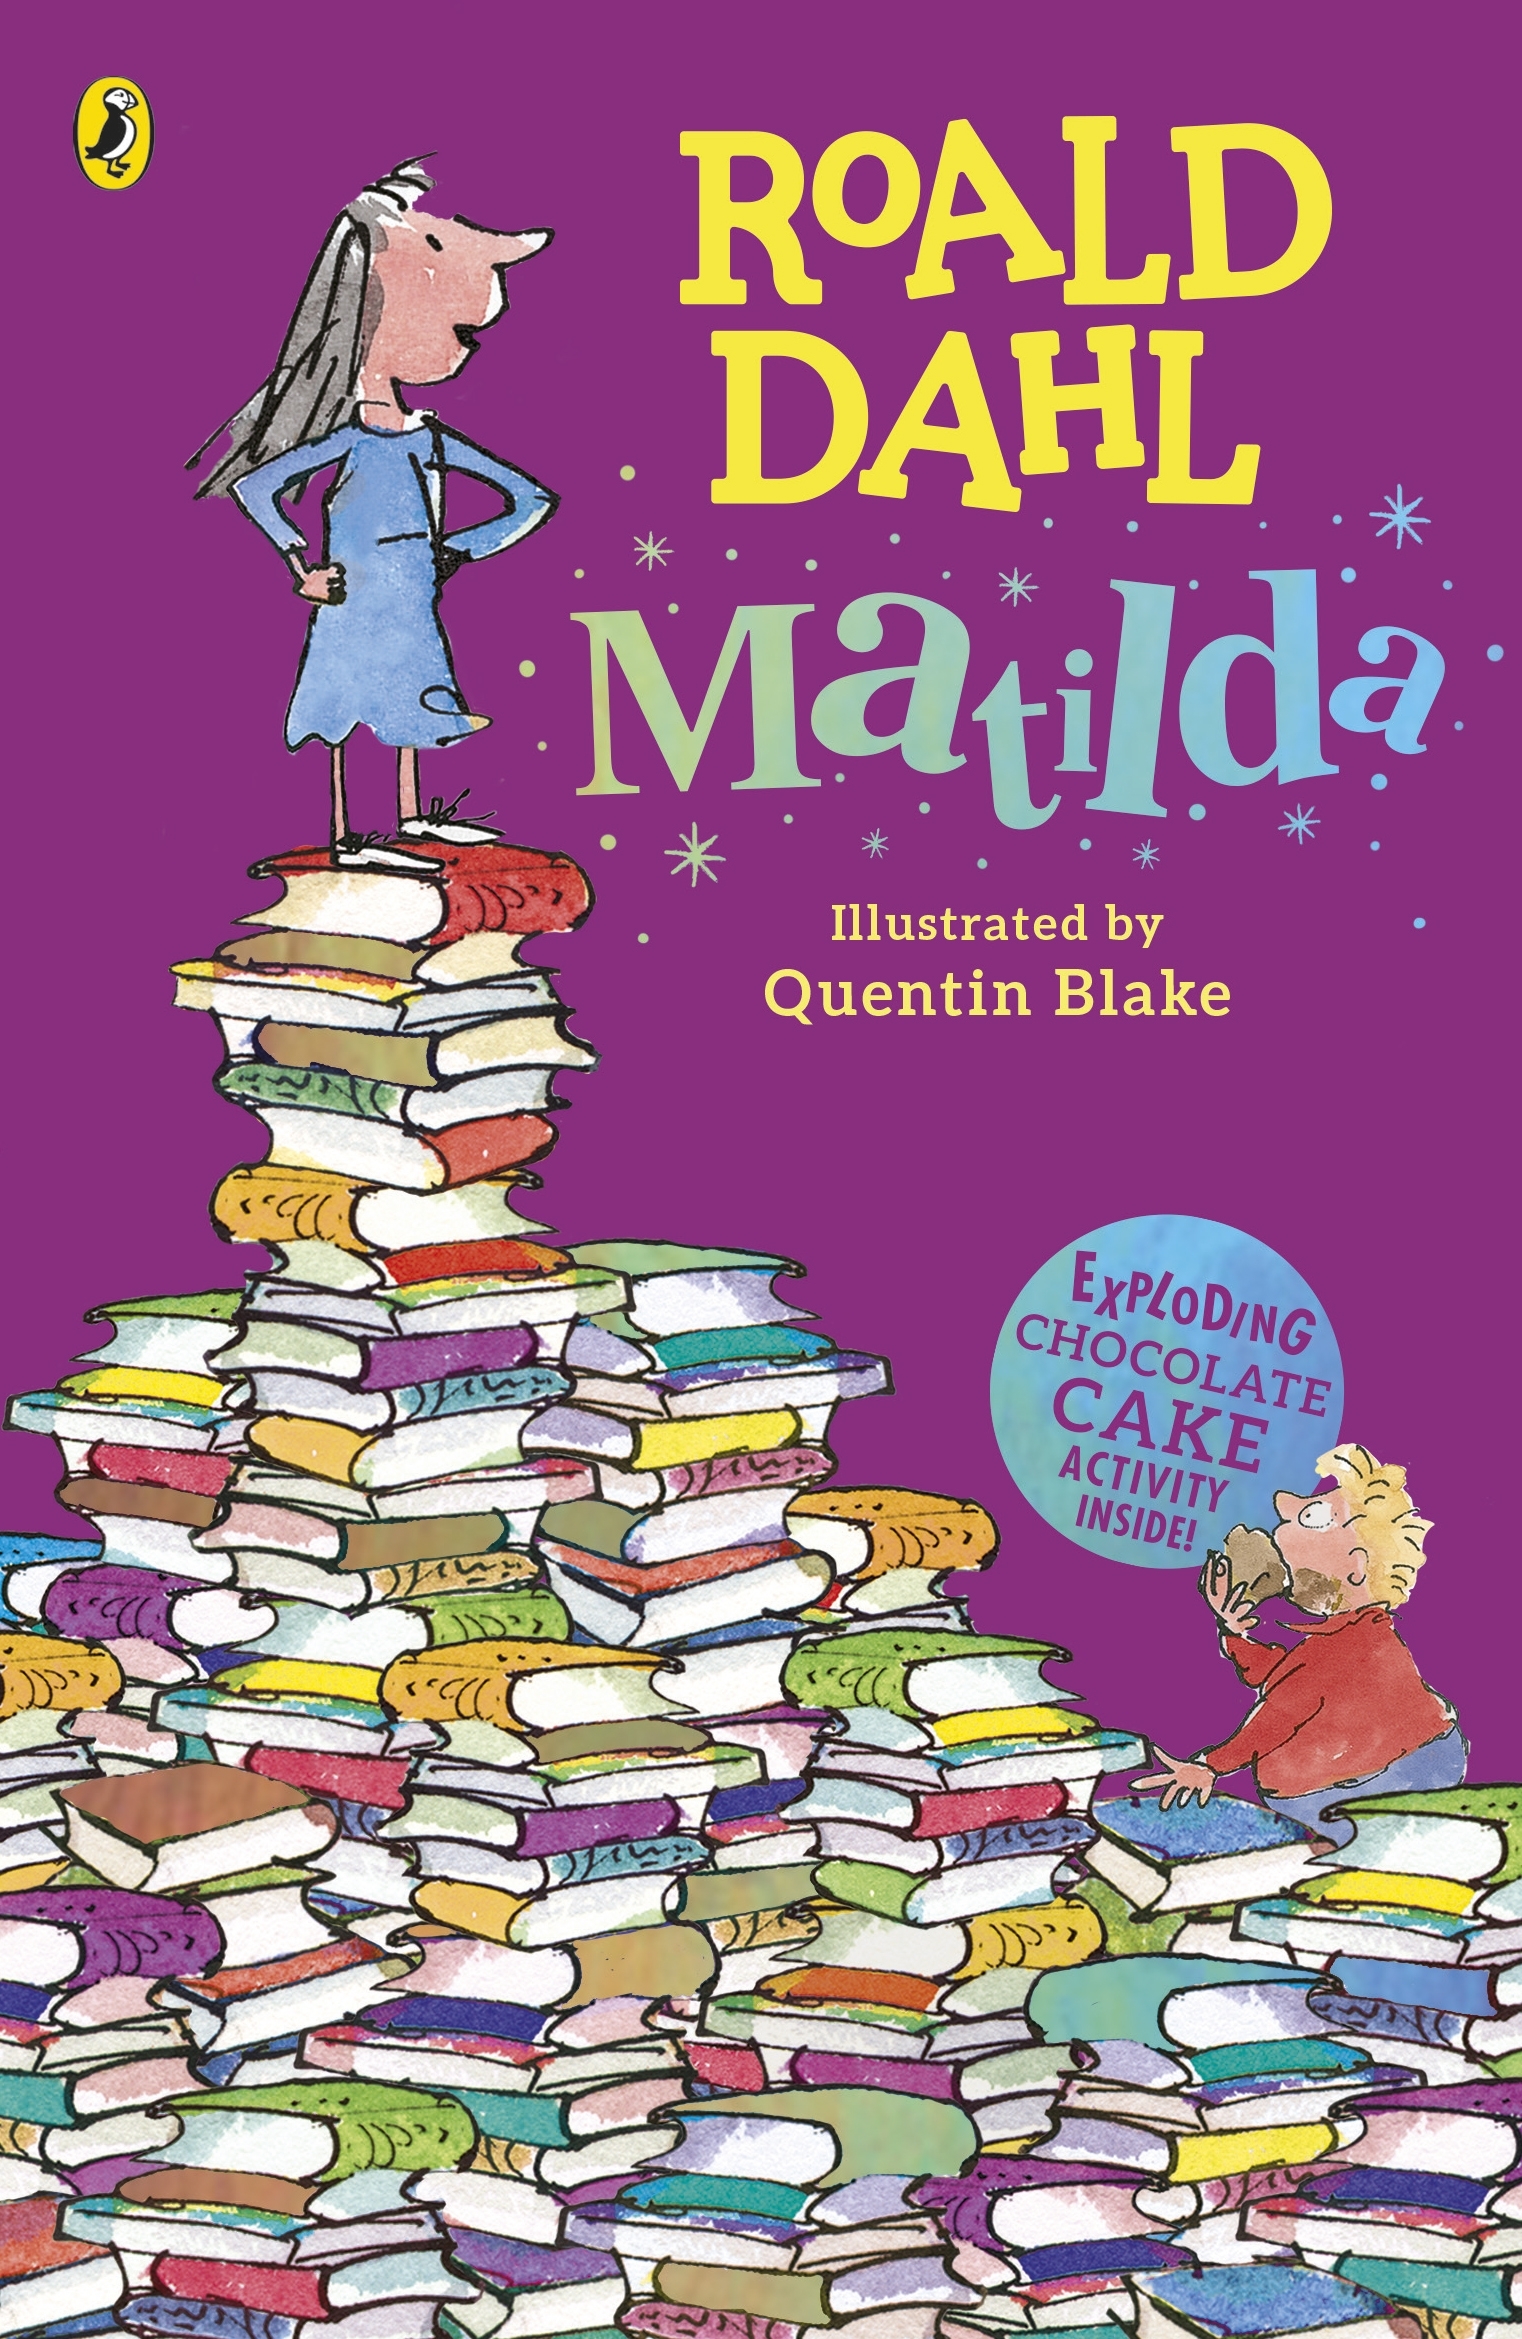 ROALD
DAHL
Matilda
Illustrated by
Quentin Blake
EXPLODING
CHOCOLATE
CAKE
ACTIVITY
INSIDE!